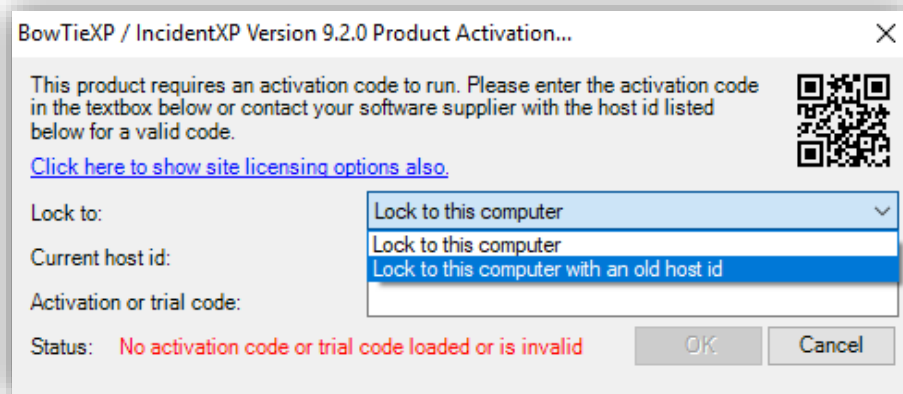 BowTieXP / IncidentXP Version 9.2.0 Product Activation...
This product requires an activation code to run. Please enter the activation code
in the textbox below or contact your software supplier with the host id listed
below for a valid code.
Click here to show site licensing options also.
Lock to: Lock to this computer
Lock to this computer
Current host id: Lock to this computer with an old host id
Activation or trial code:
Status: No activation code or trial code loaded or is invalid OK Cancel